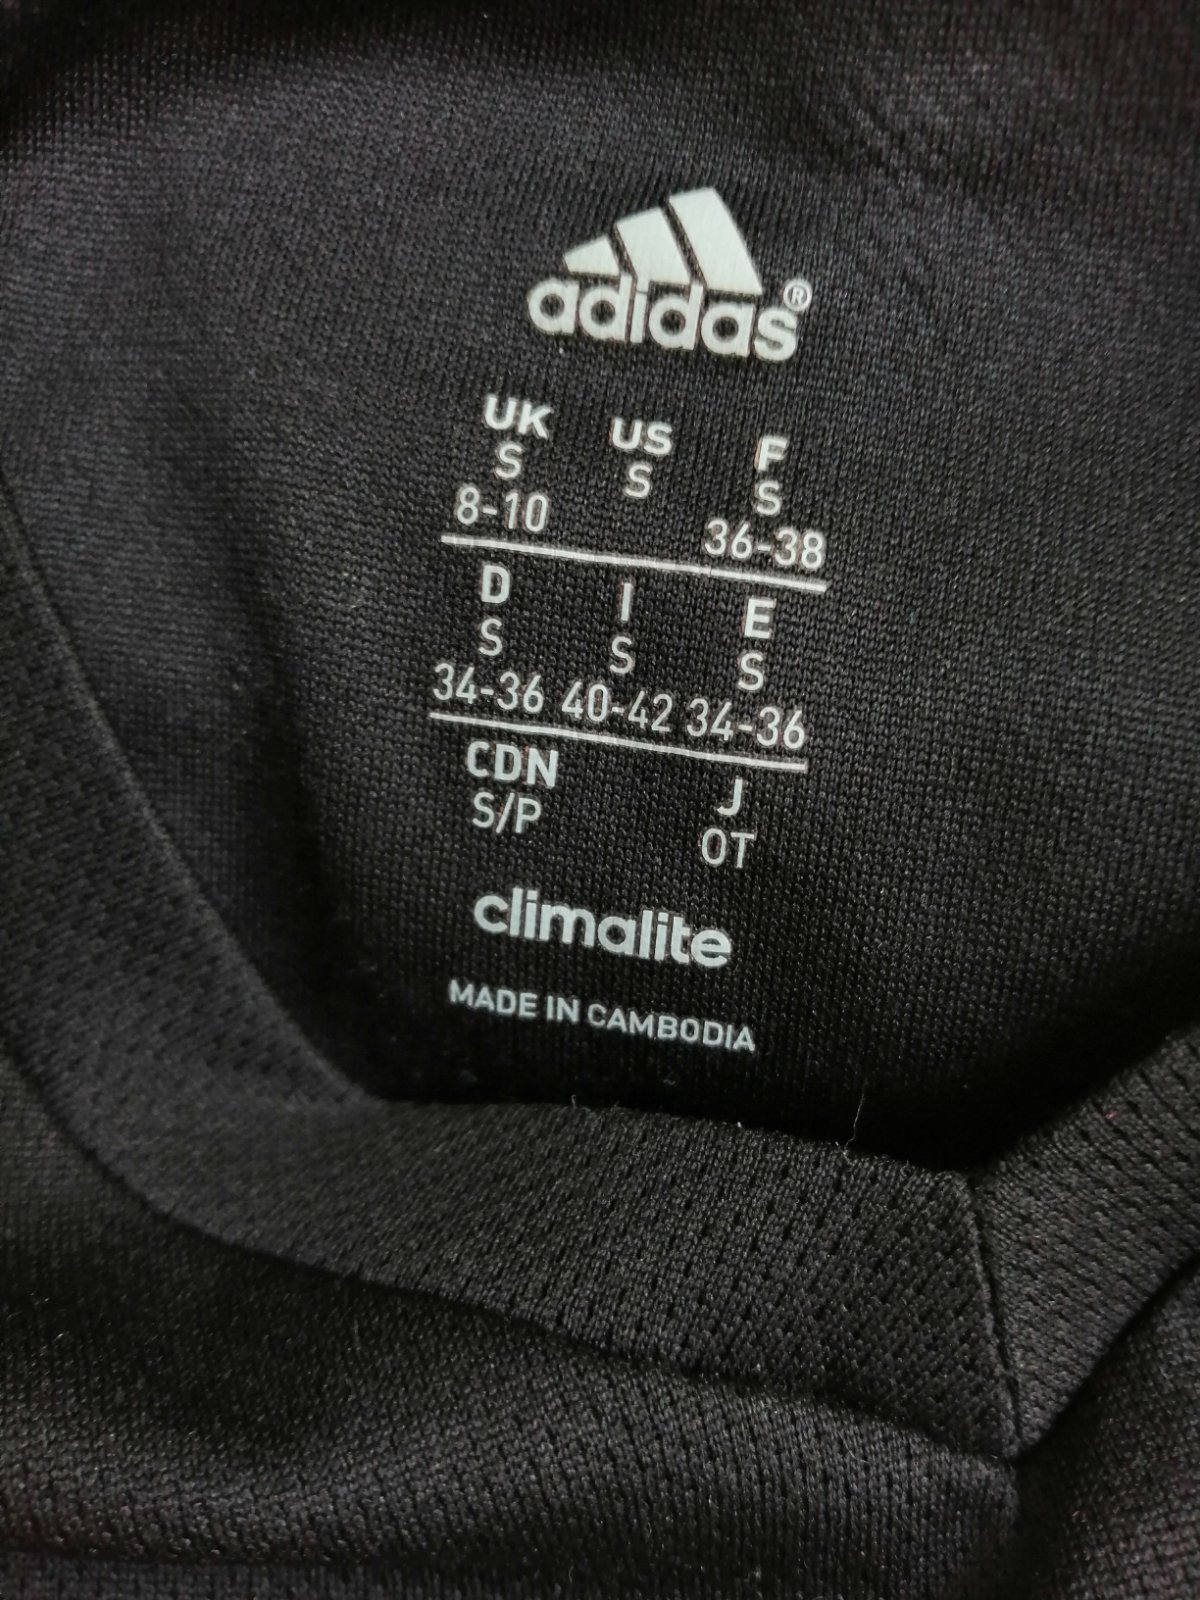 adidas®
UK US F
S S S
8-10 36-38
D I E
S S S
34-36 40-42 34-36
CDN J
S/P OT
climalite
MADE IN CAMBODIA